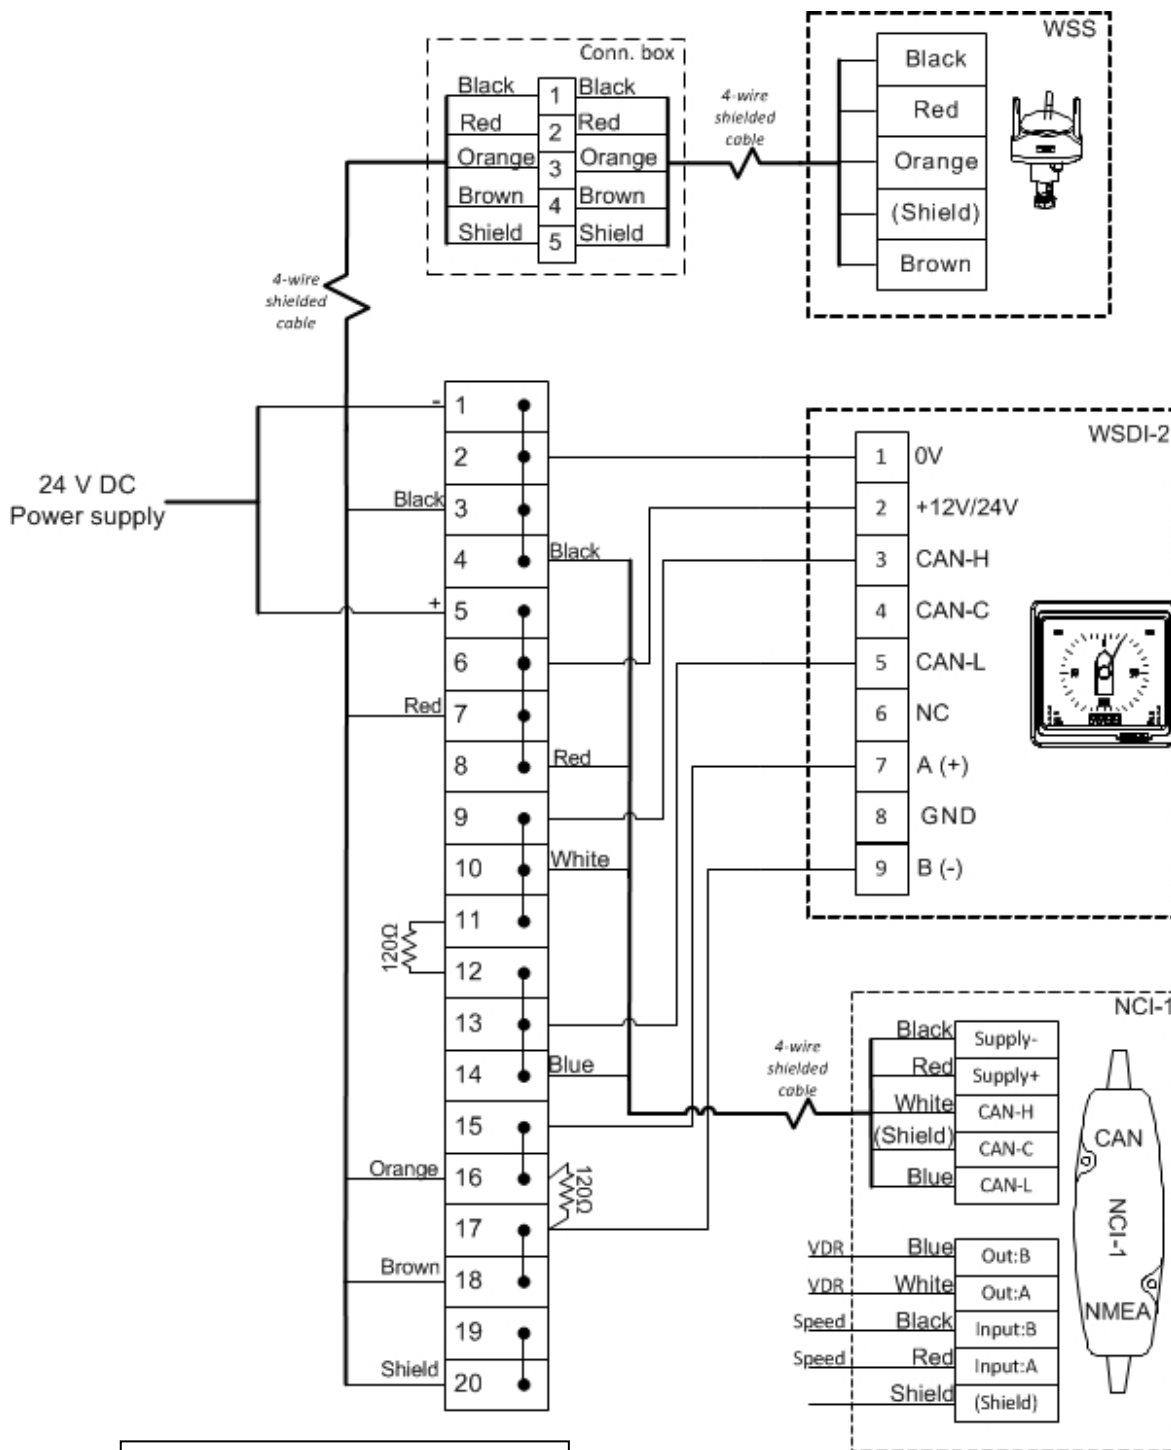 WSS
Conn. box
Black 1 Black
Red 2 Red
Orange 3 Orange
Brown 4 Brown
Shield 5 Shield
4-wire
shielded
cable
Black
Red
Orange
(Shield)
Brown
4-wire
shielded
cable
24 V DC
Power supply
- 1
2
Black 3
4 Black
+ 5
6
Red 7
8 Red
9
10 White
11
120Ω
12
13
14 Blue
15
Orange 16
120Ω
17
Brown 18
19
Shield 20
WSDI-2
1 0V
2 +12V/24V
3 CAN-H
4 CAN-C
5 CAN-L
6 NC
7 A (+)
8 GND
9 B (-)
NCI-1
4-wire
shielded
cable
Black Supply-
Red Supply+
White CAN-H
(Shield) CAN-C
Blue CAN-L
VDR Blue Out:B
VDR White Out:A
Speed Black Input:B
Speed Red Input:A
Shield (Shield)
CAN
NCI-1
NMEA